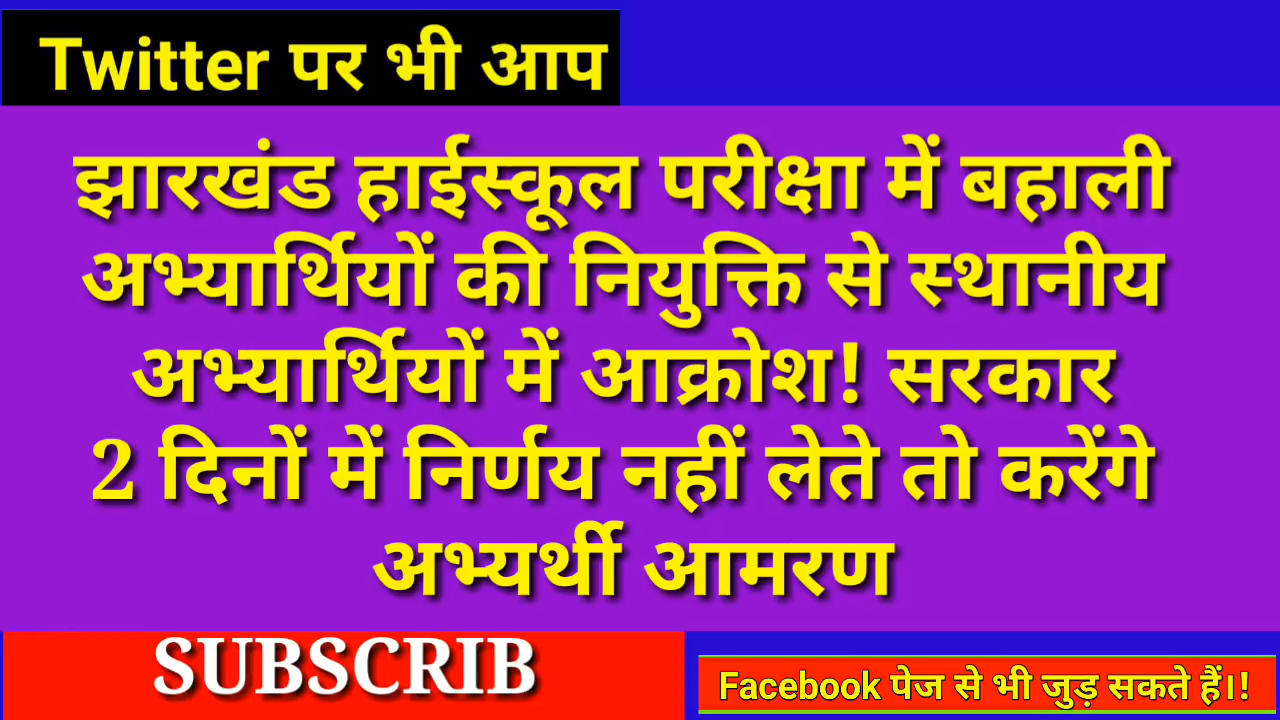 Twitter पर भी आप
झारखंड हाईस्कूल परीक्षा में बहाली
अभ्यार्थियों की नियुक्ति से स्थानीय
अभ्यार्थियों में आक्रोश! सरकार
2 दिनों में निर्णय नहीं लेते तो करेंगे
अभ्यर्थी आमरण
SUBSCRIB
Facebook पेज से भी जुड़ सकते हैं।!